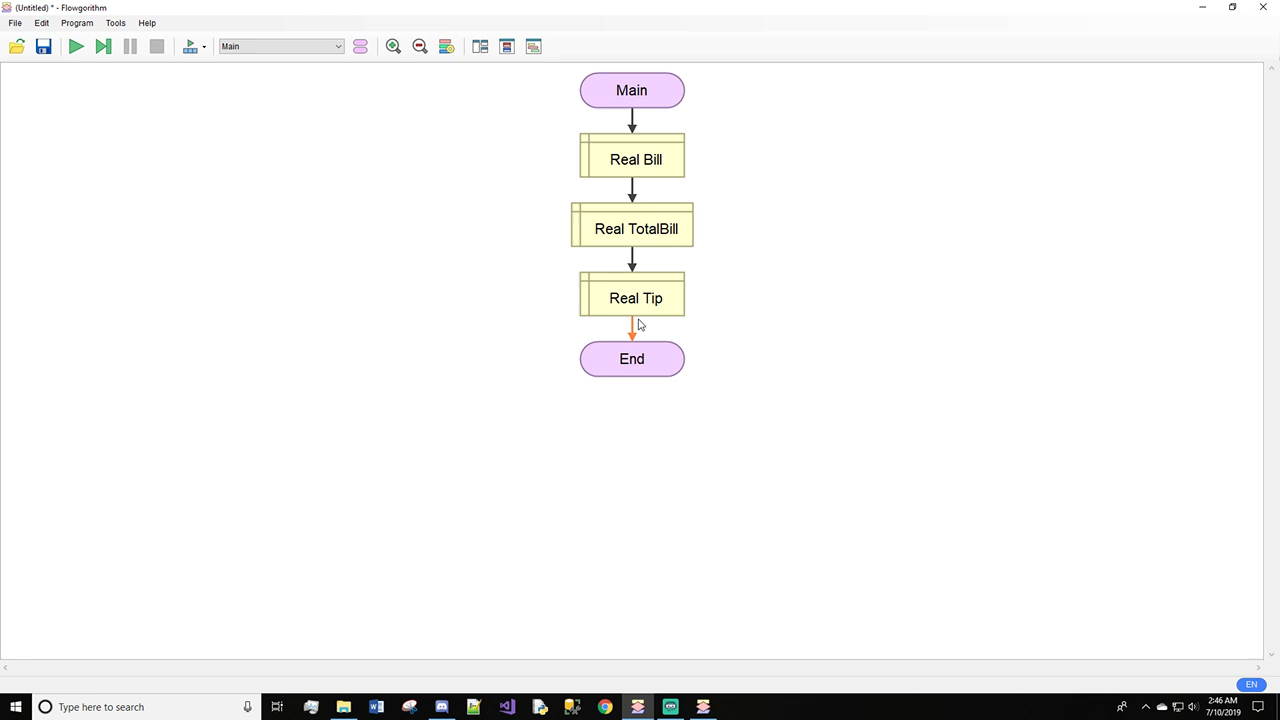 (Untitled) * - Flowgorithm
File Edit Program Tools Help
Main
Main
Real Bill
Real TotalBill
Real Tip
End
EN
Type here to search
2:46 AM
7/10/2019